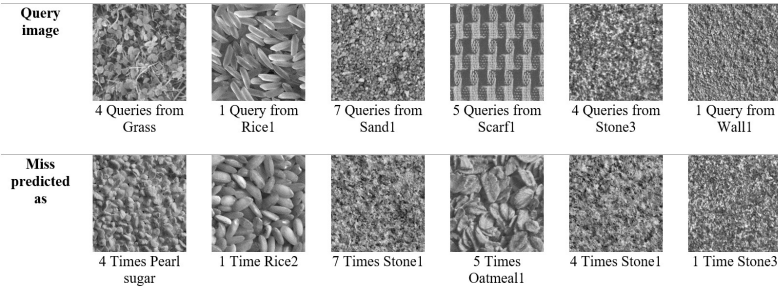 Query image
4 Queries from Grass
1 Query from Rice1
7 Queries from Sand1
5 Queries from Scarf1
4 Queries from Stone3
1 Query from Wall1
Miss predicted as
4 Times Pearl sugar
1 Time Rice2
7 Times Stone1
5 Times Oatmeal1
4 Times Stone1
1 Time Stone3